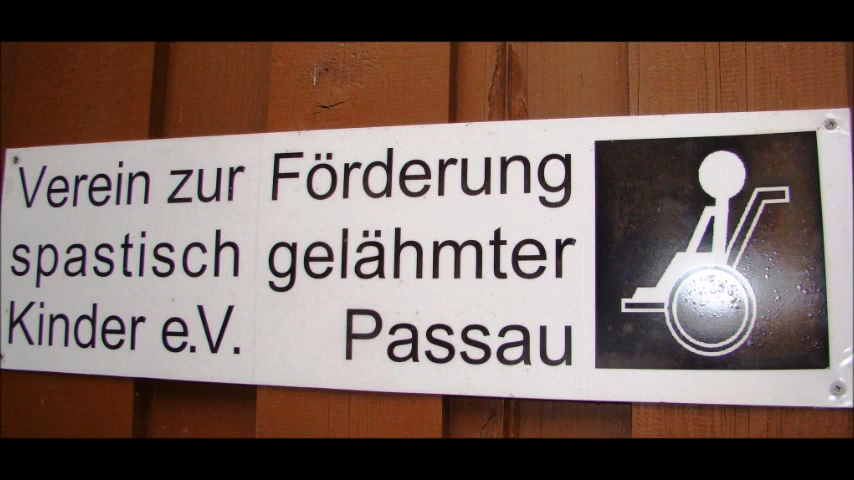 Verein zur Förderung
spastisch gelähmter
Kinder e.V. Passau